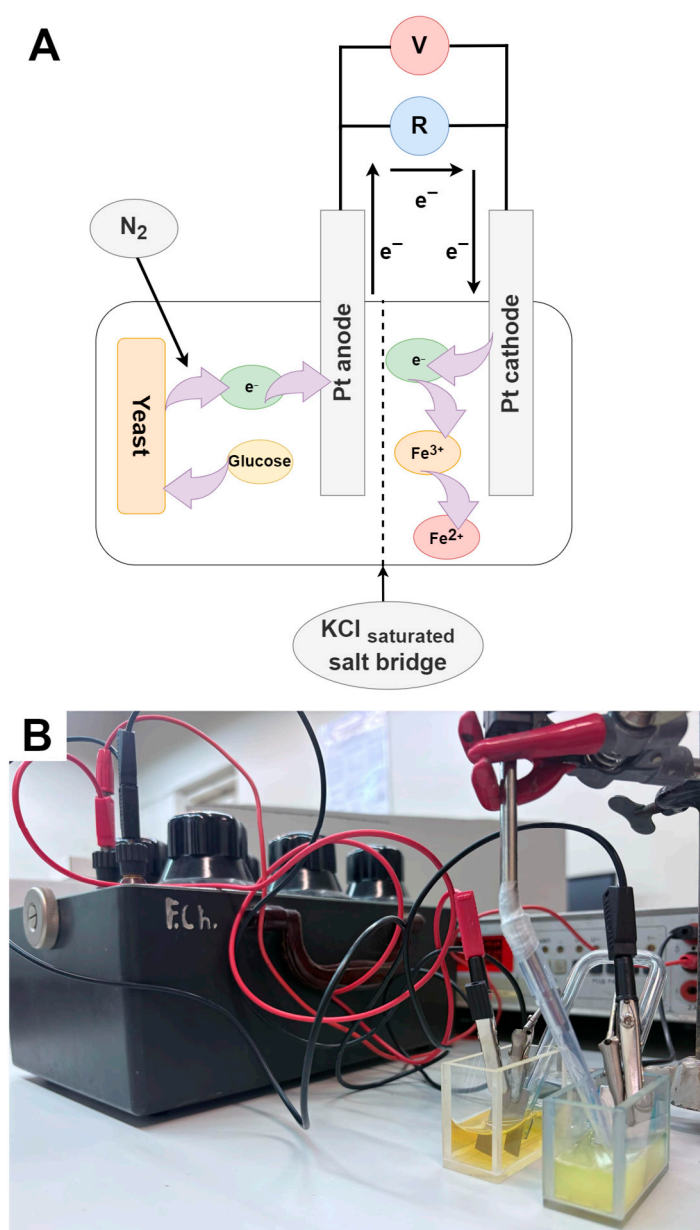 A
V
R
e⁻
N₂
e⁻
e⁻
Pt anode
Pt cathode
Yeast
e⁻
e⁻
Glucose
Fe³⁺
Fe²⁺
KCl saturated
salt bridge
B
F.Ch.